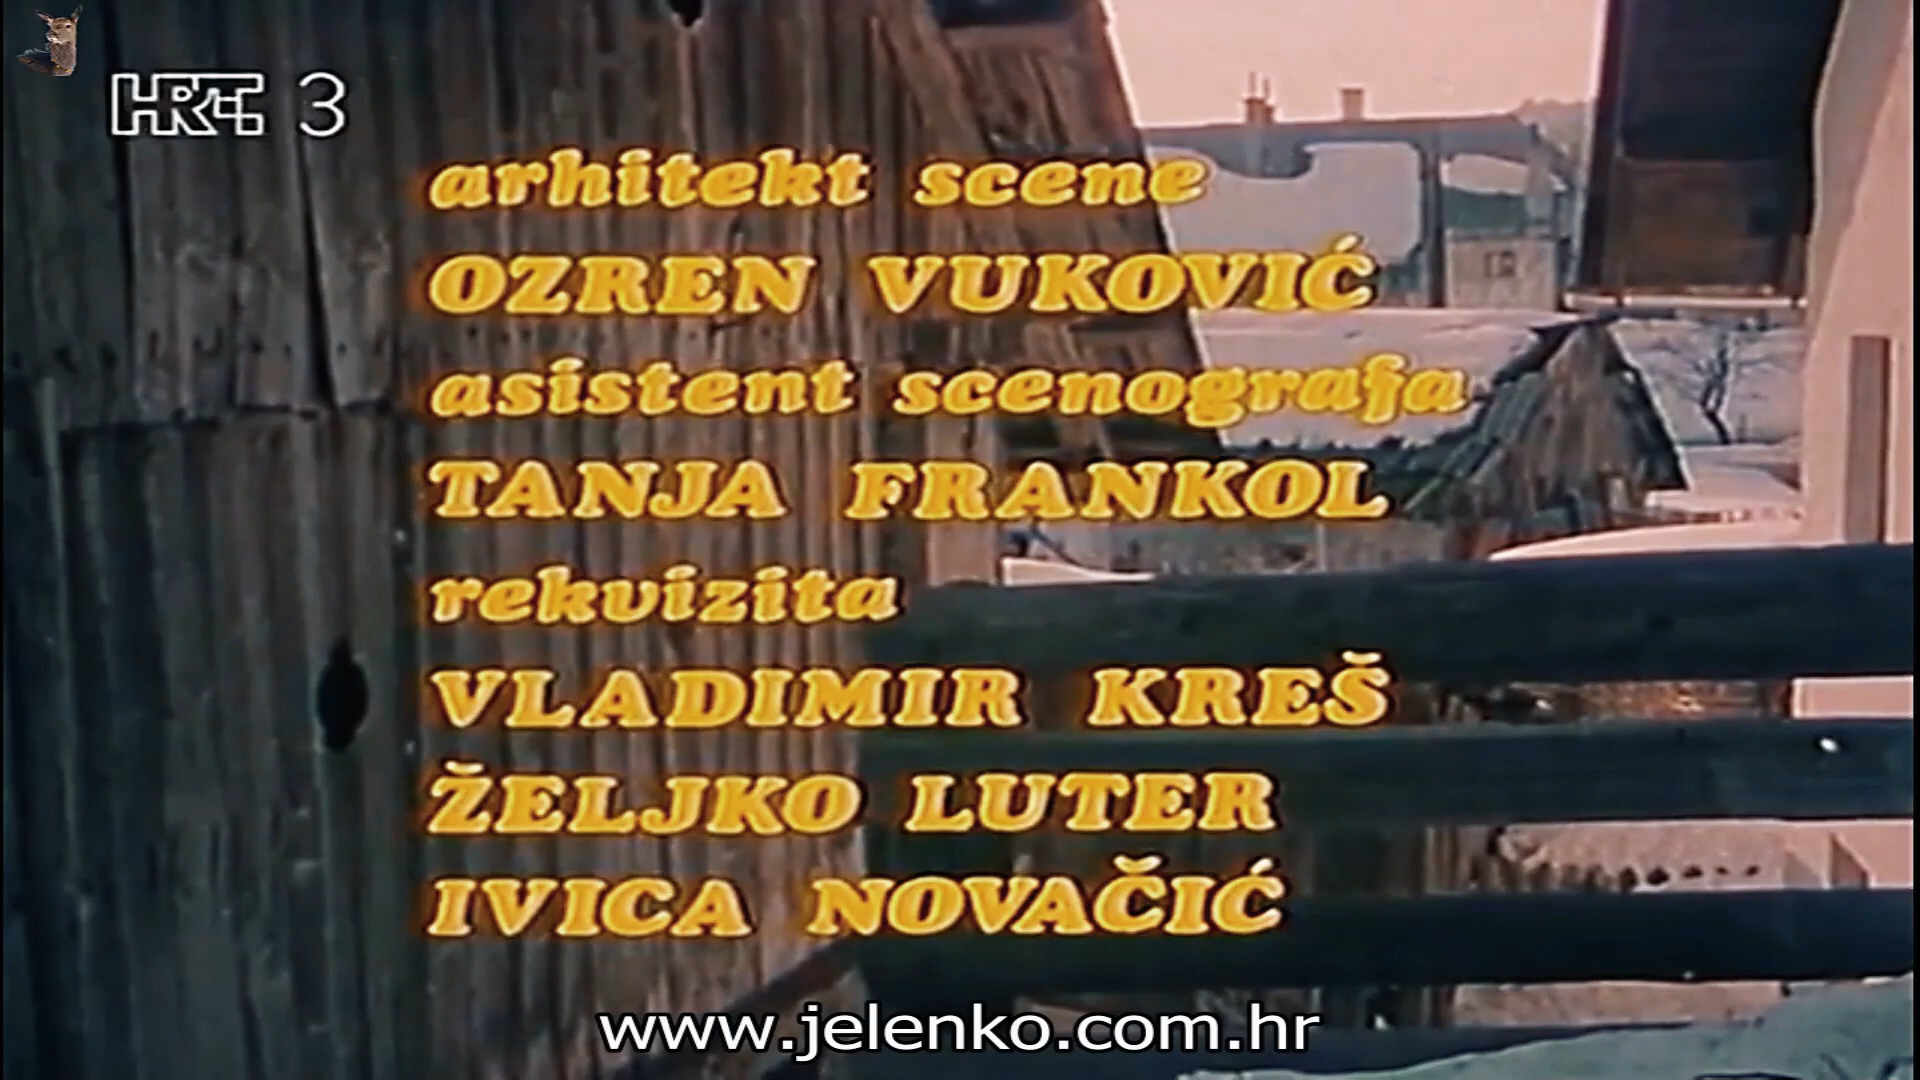 HRT 3
arhitekt scene
OZREN VUKOVIĆ
asistent scenografa
TANJA FRANKOL
rekvizita
VLADIMIR KREŠ
ŽELJKO LUTER
IVICA NOVAČIĆ
www.jelenko.com.hr